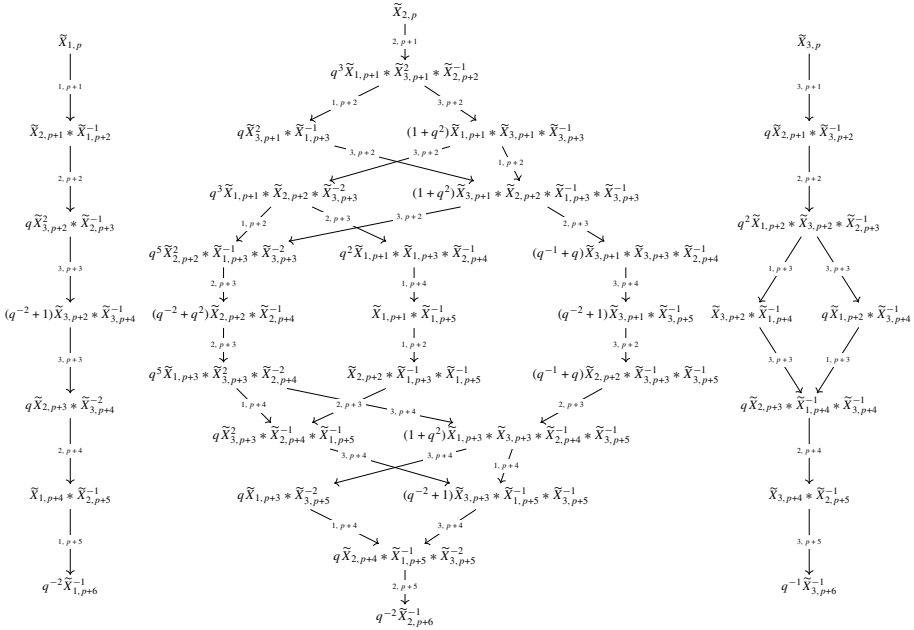 X̃_{2,p}
X̃_{1,p} X̃_{3,p}
2, p+1
q^3 X̃_{1,p+1} * X̃^2_{3,p+1} * X̃^{-1}_{2,p+2}
1, p+1 3, p+1
1, p+2 3, p+2
X̃_{2,p+1} * X̃^{-1}_{1,p+2} q X̃^2_{3,p+1} * X̃^{-1}_{1,p+3} (1+q^2) X̃_{1,p+1} * X̃_{3,p+1} * X̃^{-1}_{3,p+3} q X̃_{2,p+1} * X̃^{-1}_{3,p+2}
3, p+2 3, p+2 1, p+2
2, p+2 2, p+2
q^3 X̃_{1,p+1} * X̃_{2,p+2} * X̃^{-2}_{3,p+3} (1+q^2) X̃_{3,p+1} * X̃_{2,p+2} * X̃^{-1}_{1,p+3} * X̃^{-1}_{3,p+3}
q X̃^2_{3,p+2} * X̃^{-1}_{2,p+3} 1, p+2 2, p+3 3, p+2 2, p+3 q^2 X̃_{1,p+2} * X̃_{3,p+2} * X̃^{-1}_{2,p+3}
q^5 X̃^2_{2,p+2} * X̃^{-1}_{1,p+3} * X̃^{-2}_{3,p+3} q^2 X̃_{1,p+1} * X̃_{1,p+3} * X̃^{-1}_{2,p+4} (q^{-1}+q) X̃_{3,p+1} * X̃_{3,p+3} * X̃^{-1}_{2,p+4}
3, p+3 1, p+3 3, p+3
2, p+3 1, p+4 3, p+4
(q^{-2}+1) X̃_{3,p+2} * X̃^{-1}_{3,p+4} (q^{-2}+q^2) X̃_{2,p+2} * X̃^{-1}_{2,p+4} X̃_{1,p+1} * X̃^{-1}_{1,p+5} (q^{-2}+1) X̃_{3,p+1} * X̃^{-1}_{3,p+5} X̃_{3,p+2} * X̃^{-1}_{1,p+4} q X̃_{1,p+2} * X̃^{-1}_{3,p+4}
2, p+3 1, p+2 3, p+2
3, p+3 3, p+3 1, p+3
q^5 X̃_{1,p+3} * X̃^2_{3,p+3} * X̃^{-2}_{2,p+4} X̃_{2,p+2} * X̃^{-1}_{1,p+3} * X̃^{-1}_{1,p+5} (q^{-1}+q) X̃_{2,p+2} * X̃^{-1}_{3,p+3} * X̃^{-1}_{3,p+5}
q X̃_{2,p+3} * X̃^{-2}_{3,p+4} 1, p+4 2, p+3 3, p+4 2, p+3 q X̃_{2,p+3} * X̃^{-1}_{1,p+4} * X̃^{-1}_{3,p+4}
q X̃^2_{3,p+3} * X̃^{-1}_{2,p+4} * X̃^{-1}_{1,p+5} (1+q^2) X̃_{1,p+3} * X̃_{3,p+3} * X̃^{-1}_{2,p+4} * X̃^{-1}_{3,p+5}
2, p+4 2, p+4
3, p+4 3, p+4 1, p+4
X̃_{1,p+4} * X̃^{-1}_{2,p+5} q X̃_{1,p+3} * X̃^{-2}_{3,p+5} (q^{-2}+1) X̃_{3,p+3} * X̃^{-1}_{1,p+5} * X̃^{-1}_{3,p+5} X̃_{3,p+4} * X̃^{-1}_{2,p+5}
1, p+4 3, p+4
1, p+5 3, p+5
q X̃_{2,p+4} * X̃^{-1}_{1,p+5} * X̃^{-2}_{3,p+5}
2, p+5
q^{-2} X̃^{-1}_{1,p+6} q^{-1} X̃^{-1}_{3,p+6}
q^{-2} X̃^{-1}_{2,p+6}